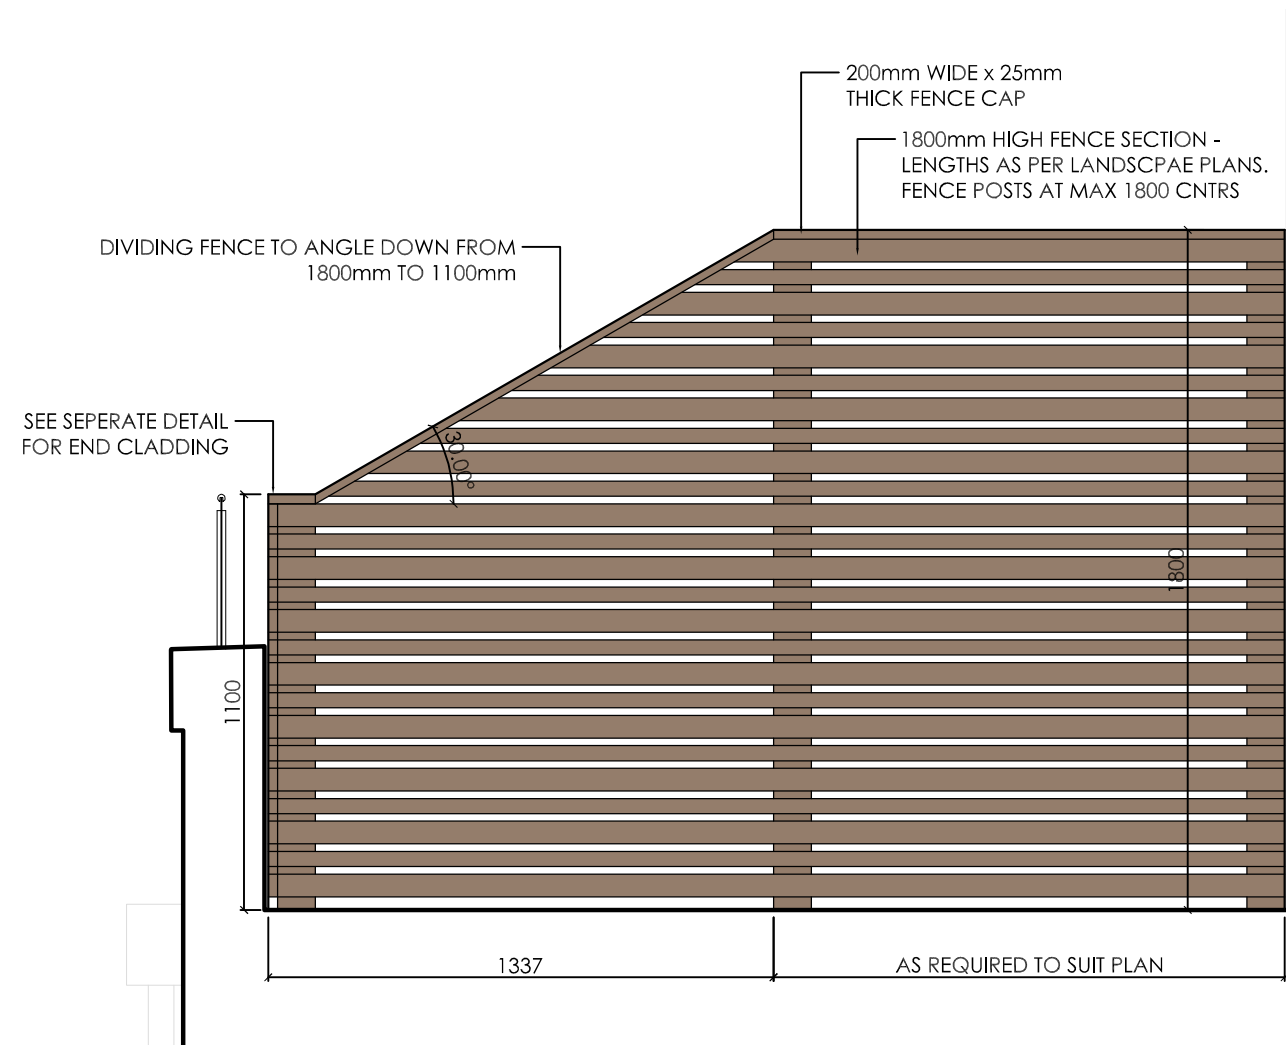 200mm WIDE x 25mm
THICK FENCE CAP
1800mm HIGH FENCE SECTION -
LENGTHS AS PER LANDSCPAE PLANS.
FENCE POSTS AT MAX 1800 CNTRS
DIVIDING FENCE TO ANGLE DOWN FROM
1800mm TO 1100mm
SEE SEPERATE DETAIL
FOR END CLADDING
30.00°
1800
1100
1337
AS REQUIRED TO SUIT PLAN